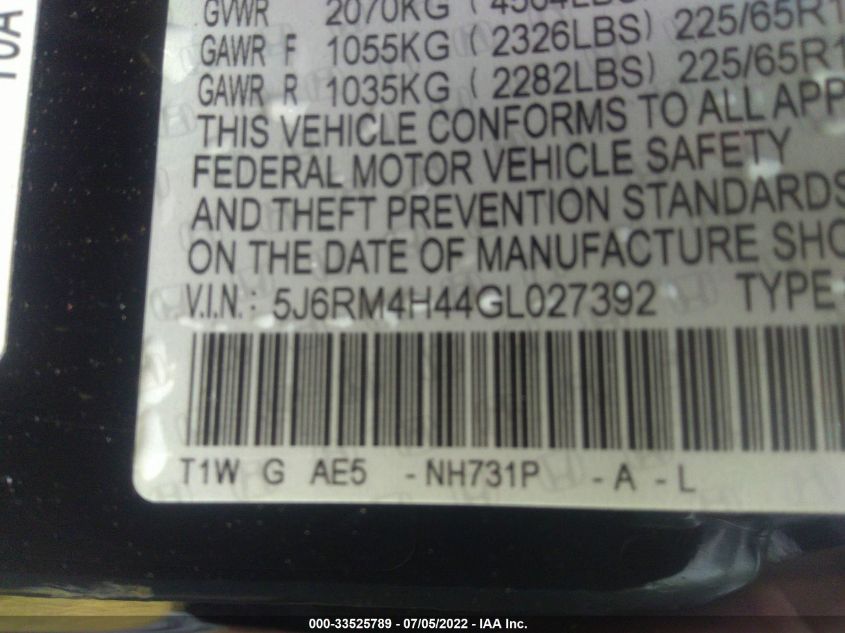 GVWR 2070KG (4564LBS
GAWR F 1055KG (2326LBS) 225/65R1
GAWR R 1035KG (2282LBS) 225/65R1
THIS VEHICLE CONFORMS TO ALL APP
FEDERAL MOTOR VEHICLE SAFETY
AND THEFT PREVENTION STANDARDS
ON THE DATE OF MANUFACTURE SHO
V.I.N.: 5J6RM4H44GL027392 TYPE
T1W G AE5 -NH731P - A - L
000-33525789 - 07/05/2022 - IAA Inc.